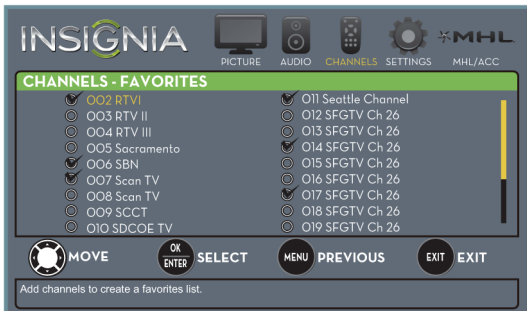 INSIGNIA
PICTURE AUDIO CHANNELS SETTINGS MHL MHL/ACC
CHANNELS - FAVORITES
002 RTVI
003 RTV II
004 RTV III
005 Sacramento
006 SBN
007 Scan TV
008 Scan TV
009 SCCT
010 SDCOE TV
011 Seattle Channel
012 SFGTV Ch 26
013 SFGTV Ch 26
014 SFGTV Ch 26
015 SFGTV Ch 26
016 SFGTV Ch 26
017 SFGTV Ch 26
018 SFGTV Ch 26
019 SFGTV Ch 26
MOVE OK ENTER SELECT MENU PREVIOUS EXIT EXIT
Add channels to create a favorites list.